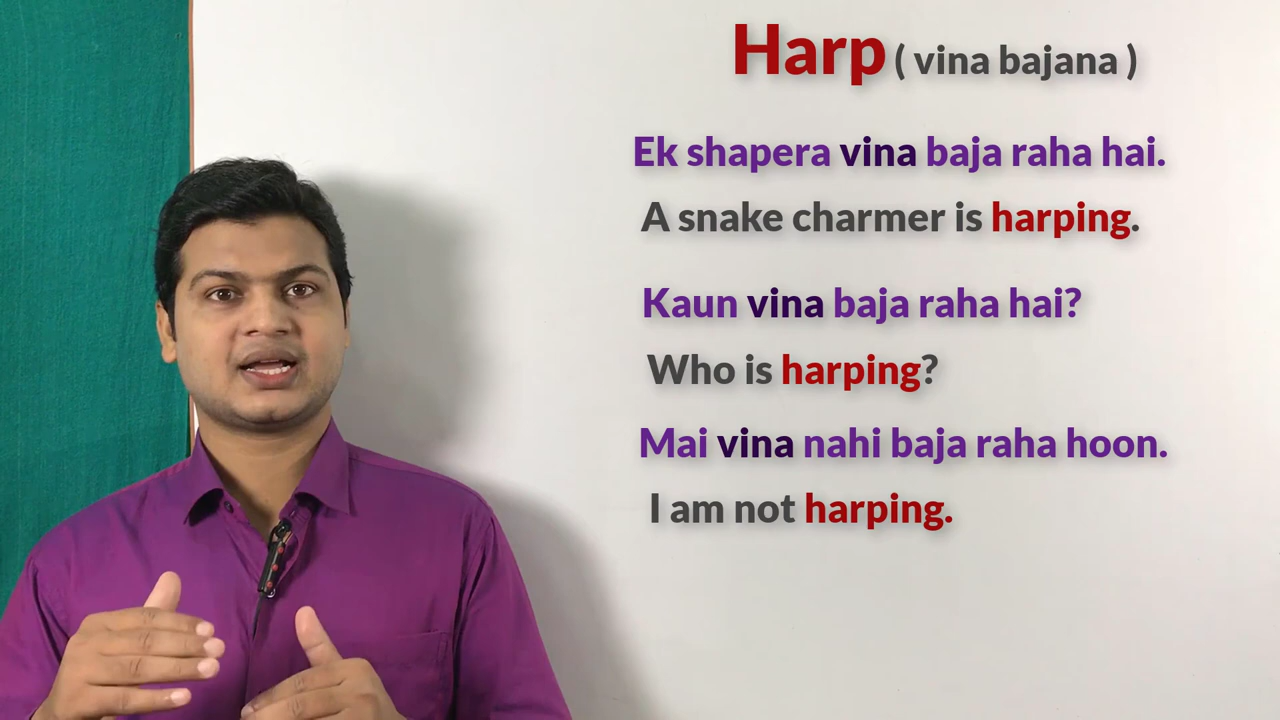 Harp ( vina bajana )
Ek shapera vina baja raha hai.
A snake charmer is harping.
Kaun vina baja raha hai?
Who is harping?
Mai vina nahi baja raha hoon.
I am not harping.